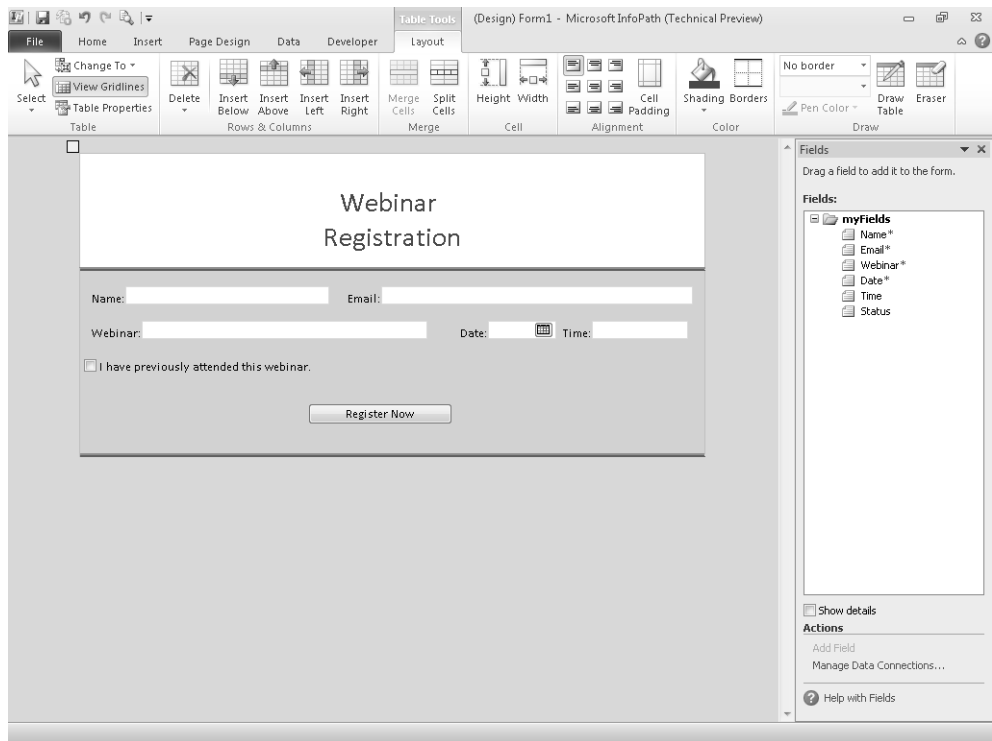 Table Tools
(Design) Form1 - Microsoft InfoPath (Technical Preview)
File Home Insert Page Design Data Developer Layout
Select
Change To
View Gridlines
Table Properties
Table
Delete
Insert Below
Insert Above
Insert Left
Insert Right
Rows & Columns
Merge Cells
Split Cells
Merge
Height Width
Cell
Cell Padding
Alignment
Shading Borders
Color
No border
Pen Color
Draw Table
Eraser
Draw
Webinar
Registration
Name: Email:
Webinar: Date: Time:
I have previously attended this webinar.
Register Now
Fields
Drag a field to add it to the form.
Fields:
myFields
Name*
Email*
Webinar*
Date*
Time
Status
Show details
Actions
Add Field
Manage Data Connections...
Help with Fields